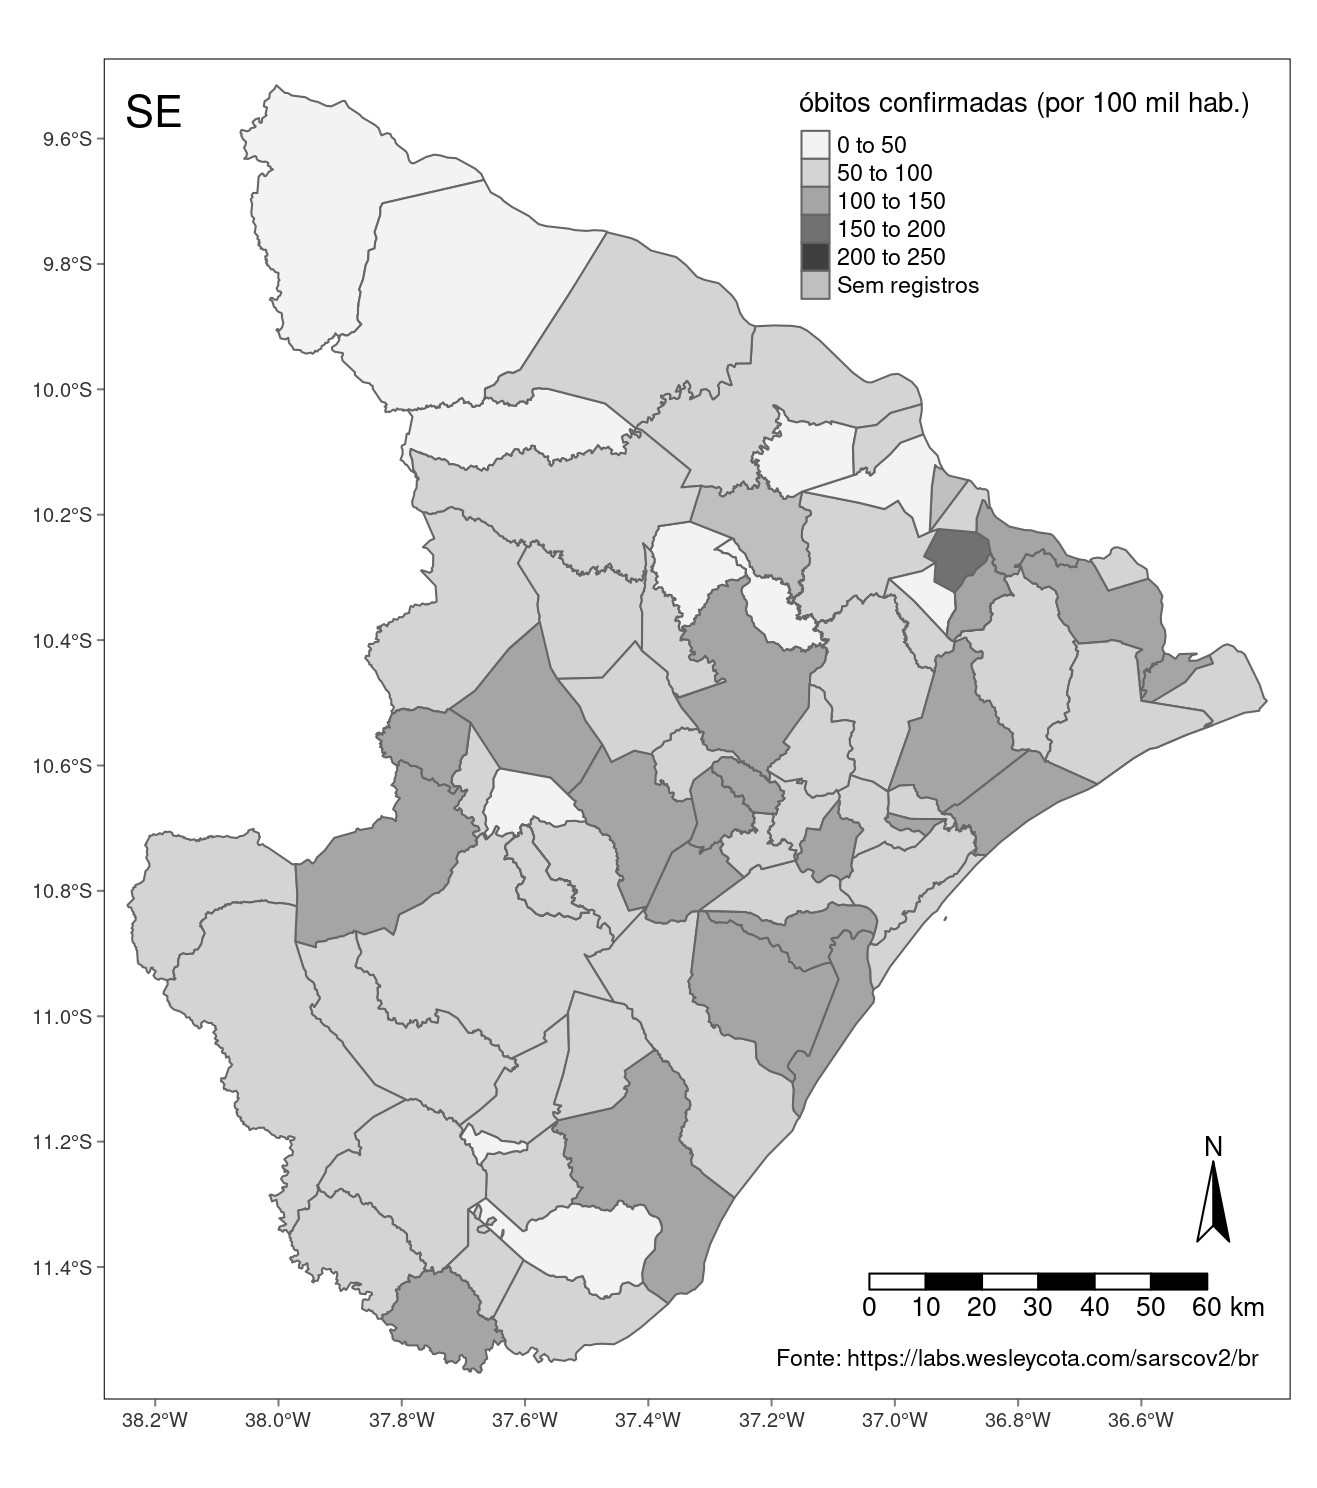 SE
óbitos confirmadas (por 100 mil hab.)
0 to 50
50 to 100
100 to 150
150 to 200
200 to 250
Sem registros
9.6°S
9.8°S
10.0°S
10.2°S
10.4°S
10.6°S
10.8°S
11.0°S
11.2°S
11.4°S
N
0 10 20 30 40 50 60 km
Fonte: https://labs.wesleycota.com/sarscov2/br
38.2°W 38.0°W 37.8°W 37.6°W 37.4°W 37.2°W 37.0°W 36.8°W 36.6°W